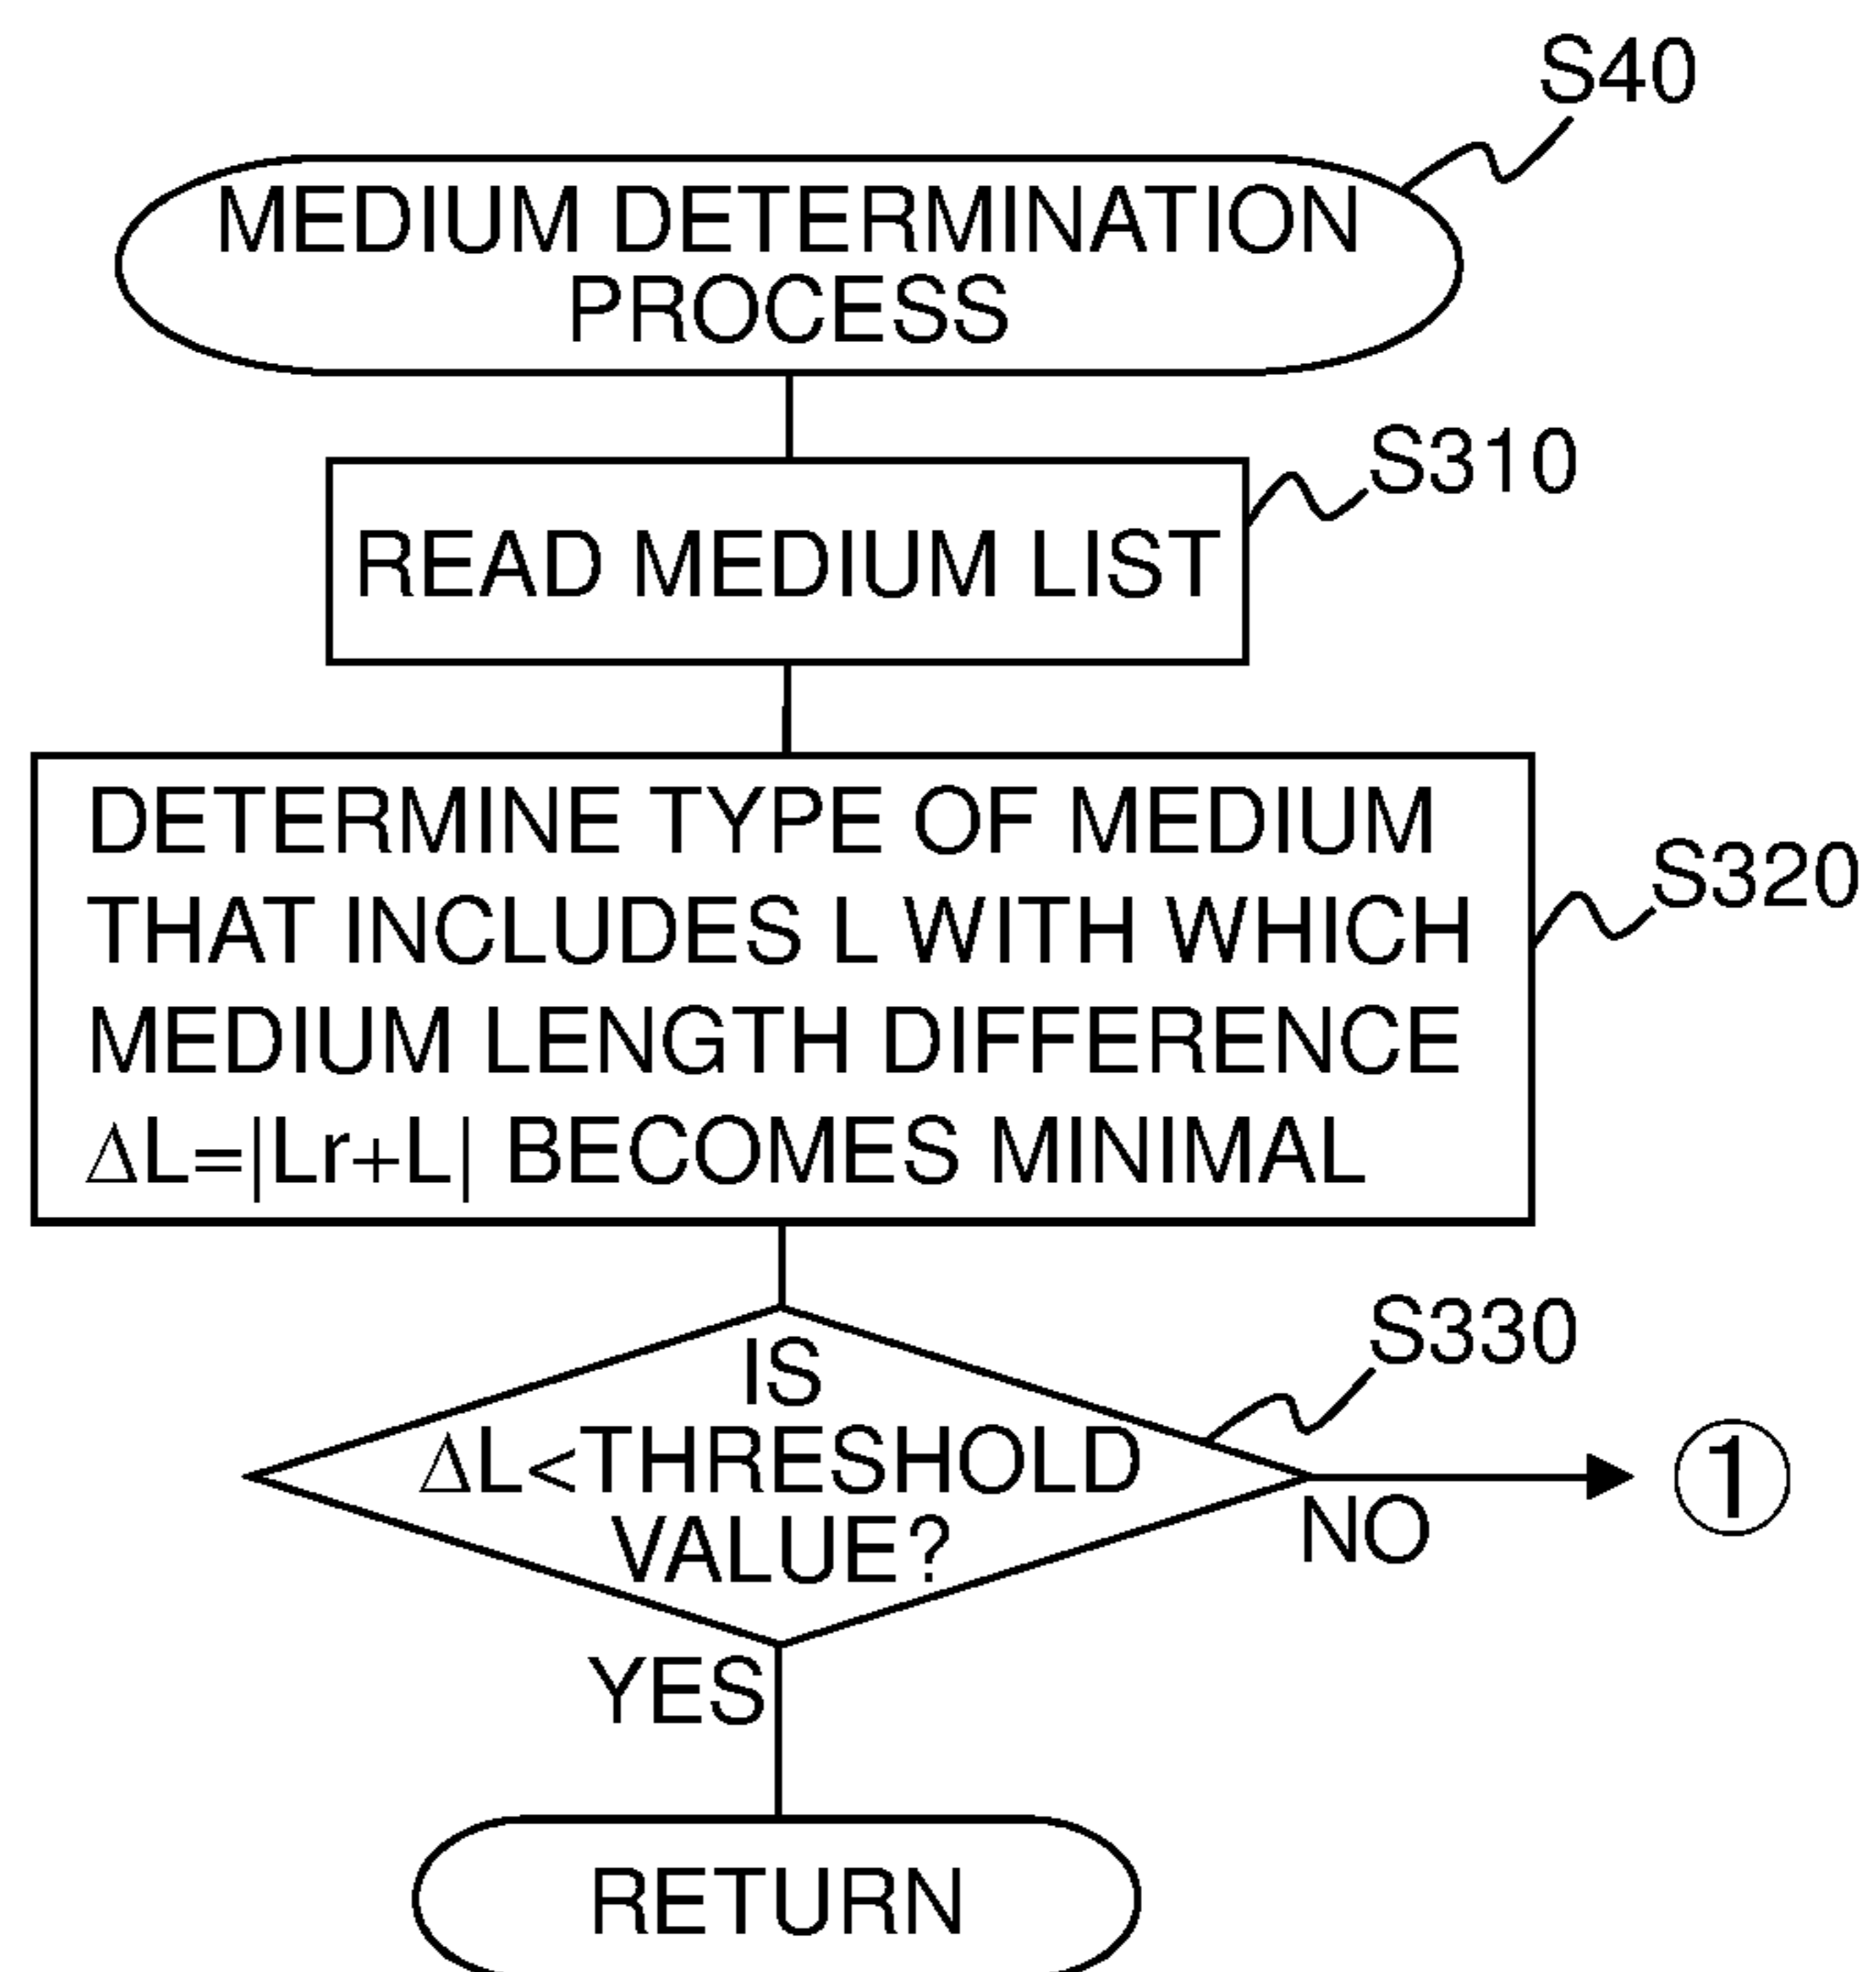 S40
MEDIUM DETERMINATION
PROCESS
S310
READ MEDIUM LIST
S320
DETERMINE TYPE OF MEDIUM
THAT INCLUDES L WITH WHICH
MEDIUM LENGTH DIFFERENCE
ΔL=|Lr+L| BECOMES MINIMAL
S330
IS
ΔL<THRESHOLD
VALUE?
NO
1
YES
RETURN